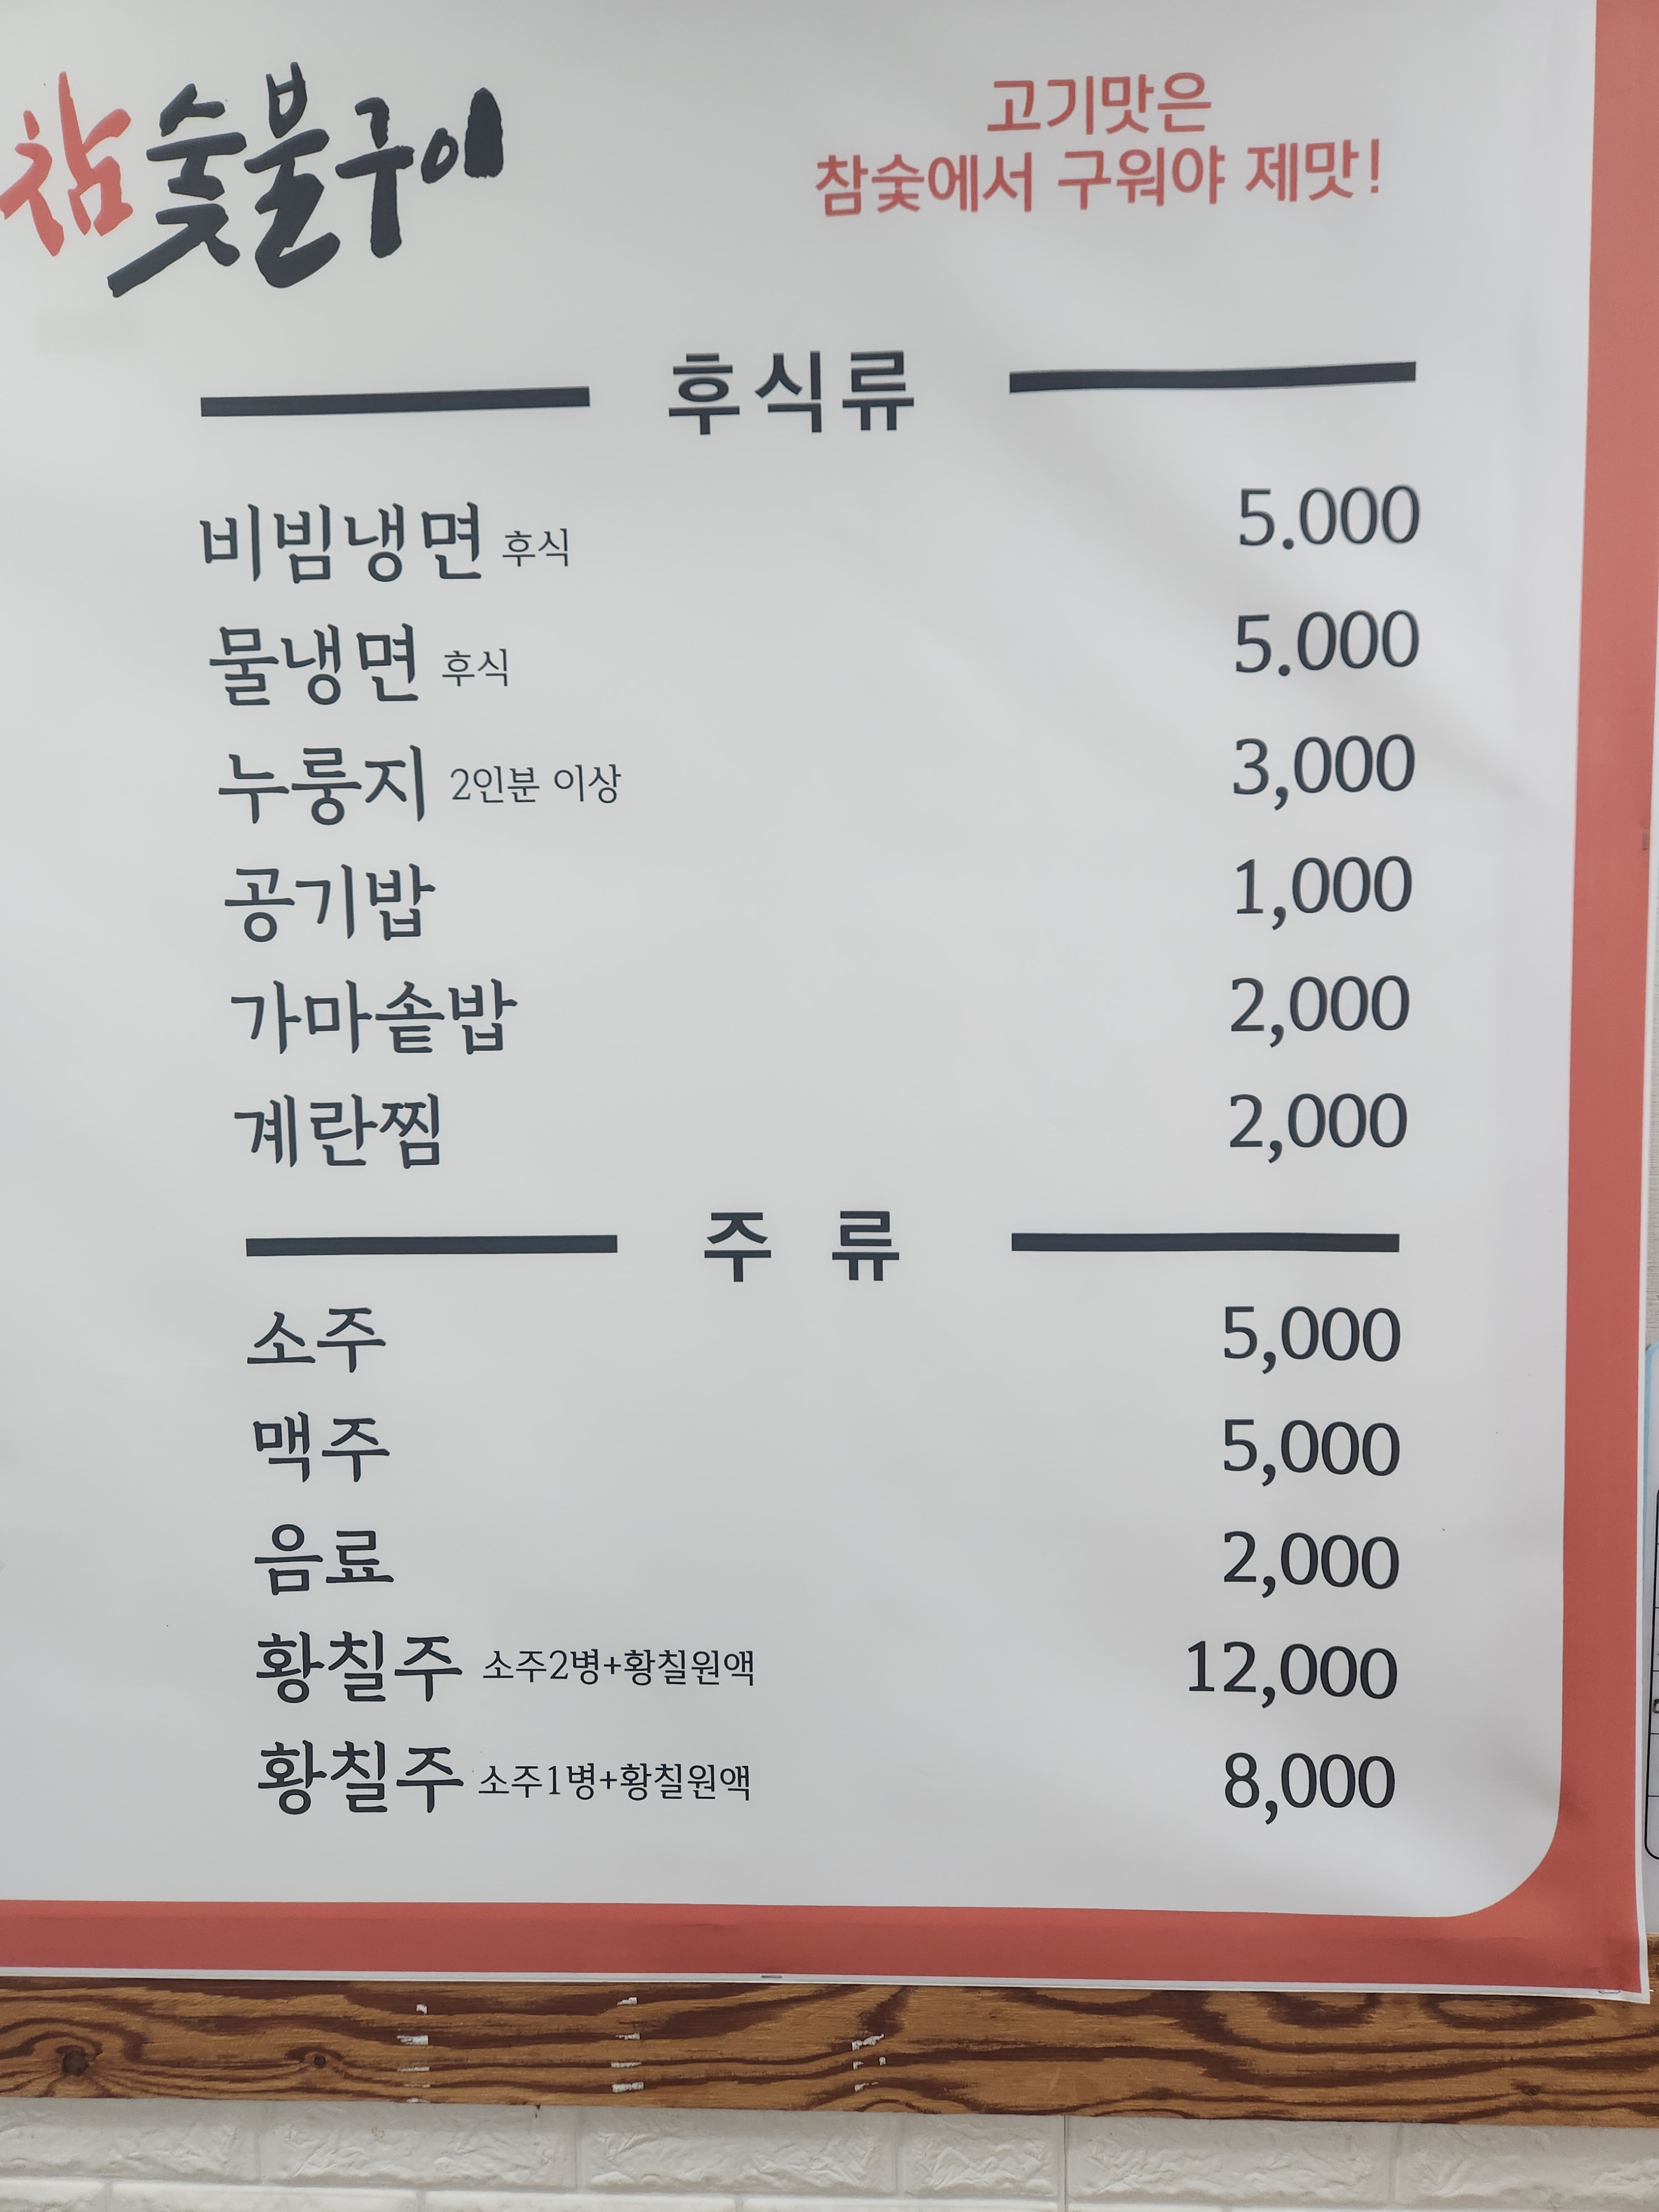 참숯불구이
고기맛은
참숯에서 구워야 제맛!
후식류
비빔냉면 후식 5.000
물냉면 후식 5.000
누룽지 2인분 이상 3,000
공기밥 1,000
가마솥밥 2,000
계란찜 2,000
주 류
소주 5,000
맥주 5,000
음료 2,000
황칠주 소주2병+황칠원액 12,000
황칠주 소주1병+황칠원액 8,000